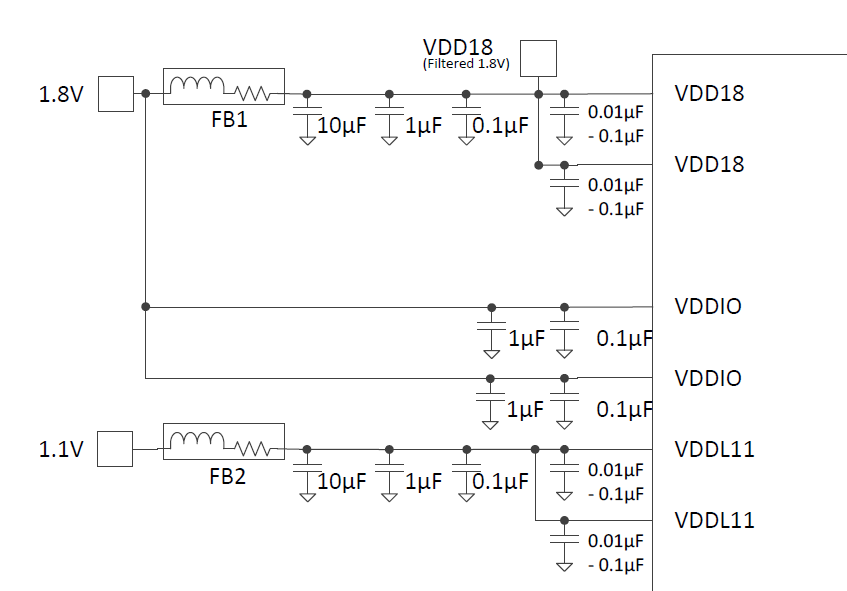 VDD18
(Filtered 1.8V)
1.8V
FB1
10µF
1µF
0.1µF
0.01µF
- 0.1µF
VDD18
0.01µF
- 0.1µF
VDD18
1µF
0.1µF
VDDIO
1µF
0.1µF
VDDIO
1.1V
FB2
10µF
1µF
0.1µF
0.01µF
- 0.1µF
VDDL11
0.01µF
- 0.1µF
VDDL11